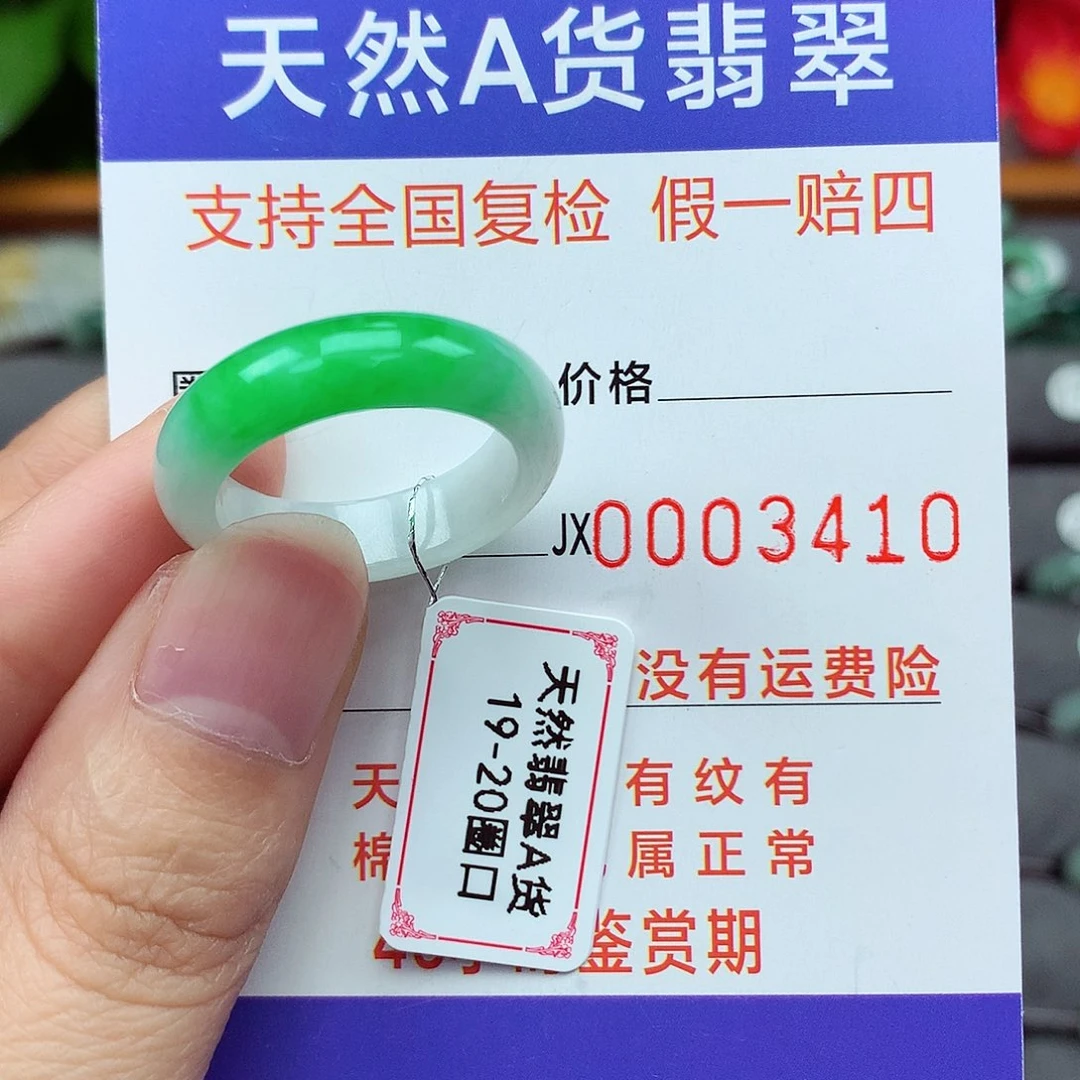 天然A货翡翠
支持全国复检 假一赔四
价格
JX0003410
没有运费险
天 有纹有
棉 属正常
鉴赏期
天然翡翠A货
19-20圈口